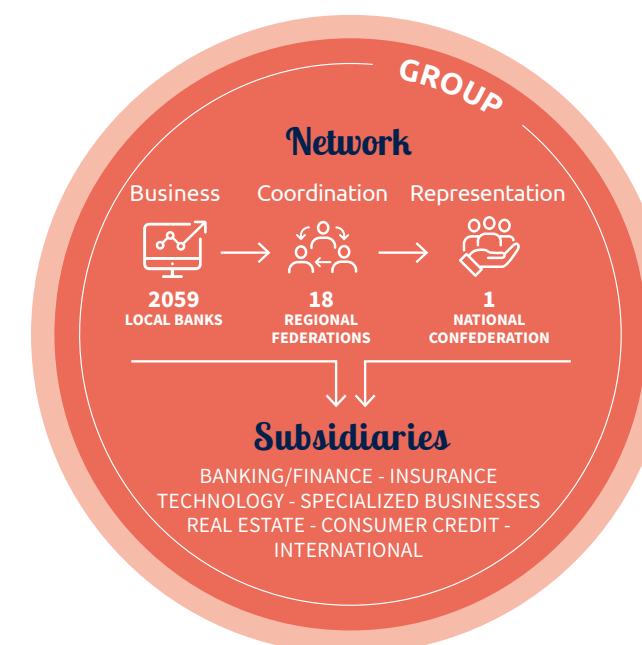 GROUP
Network
Business Coordination Representation
2059 18 1
LOCAL BANKS REGIONAL NATIONAL
FEDERATIONS CONFEDERATION
Subsidiaries
BANKING/FINANCE - INSURANCE
TECHNOLOGY - SPECIALIZED BUSINESSES
REAL ESTATE - CONSUMER CREDIT -
INTERNATIONAL